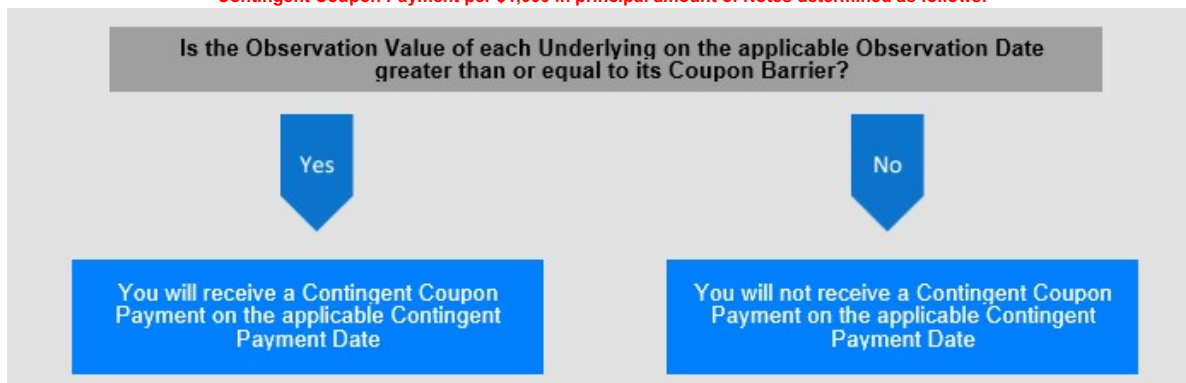 Contingent Coupon Payment per $1,000 in principal amount of Notes determined as follows:
Is the Observation Value of each Underlying on the applicable Observation Date
greater than or equal to its Coupon Barrier?
Yes
No
You will receive a Contingent Coupon
Payment on the applicable Contingent
Payment Date
You will not receive a Contingent Coupon
Payment on the applicable Contingent
Payment Date